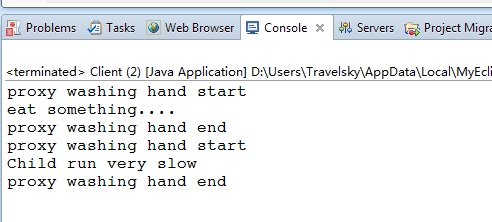 Problems Tasks Web Browser Console Servers Project Migra
<terminated> Client (2) [Java Application] D:\Users\Travelsky\AppData\Local\MyEcli
proxy washing hand start
eat something....
proxy washing hand end
proxy washing hand start
Child run very slow
proxy washing hand end